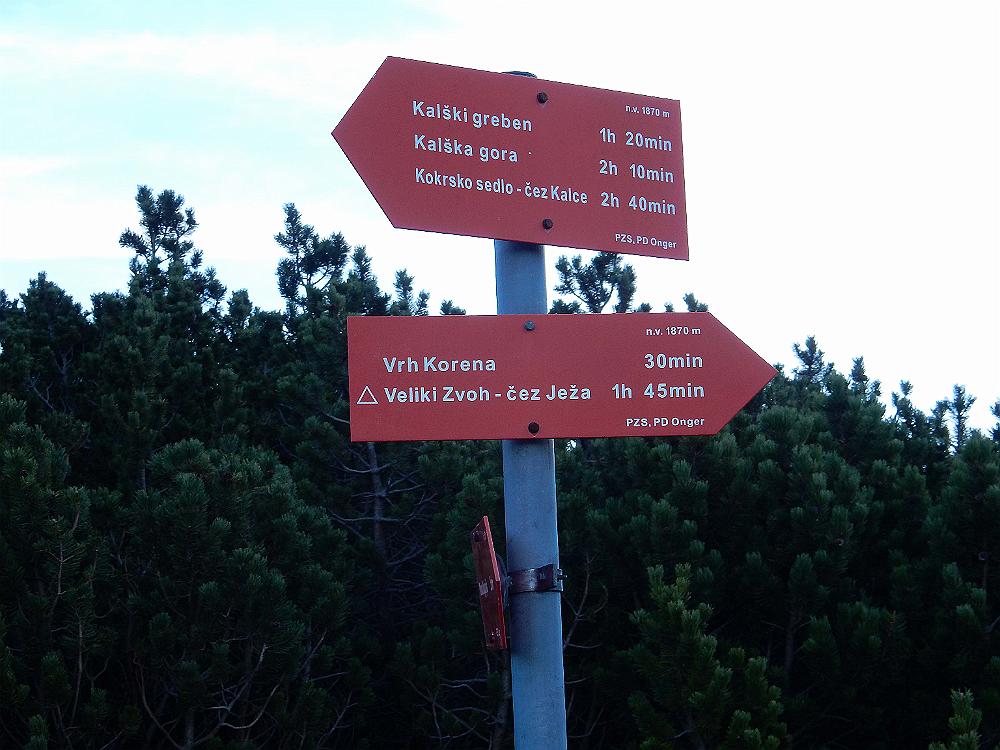 n.v. 1870 m
Kalški greben 1h 20min
Kalška gora 2h 10min
Kokrsko sedlo - čez Kalce 2h 40min
PZS, PD Onger
n.v. 1870 m
Vrh Korena 30min
Veliki Zvoh - čez Ježa 1h 45min
PZS, PD Onger